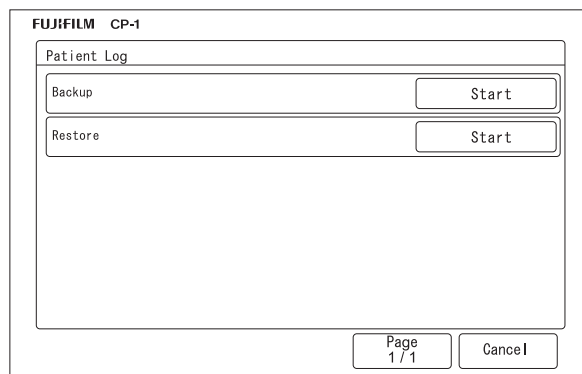 FUJIFILM CP-1
Patient Log
Backup Start
Restore Start
Page
1/1
Cancel